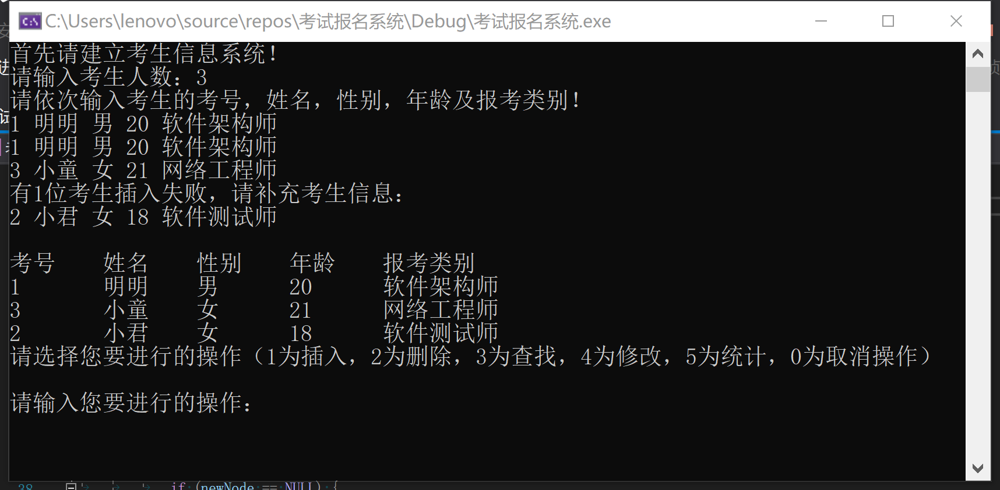 C:\Users\lenovo\source\repos\考试报名系统\Debug\考试报名系统.exe
首先请建立考生信息系统！
请输入考生人数：3
请依次输入考生的考号，姓名，性别，年龄及报考类别！
1 明明 男 20 软件架构师
1 明明 男 20 软件架构师
3 小童 女 21 网络工程师
有1位考生插入失败，请补充考生信息：
2 小君 女 18 软件测试师
考号 姓名 性别 年龄 报考类别
1 明明 男 20 软件架构师
3 小童 女 21 网络工程师
2 小君 女 18 软件测试师
请选择您要进行的操作（1为插入，2为删除，3为查找，4为修改，5为统计，0为取消操作）
请输入您要进行的操作：
38 if (newNode == NULL) {